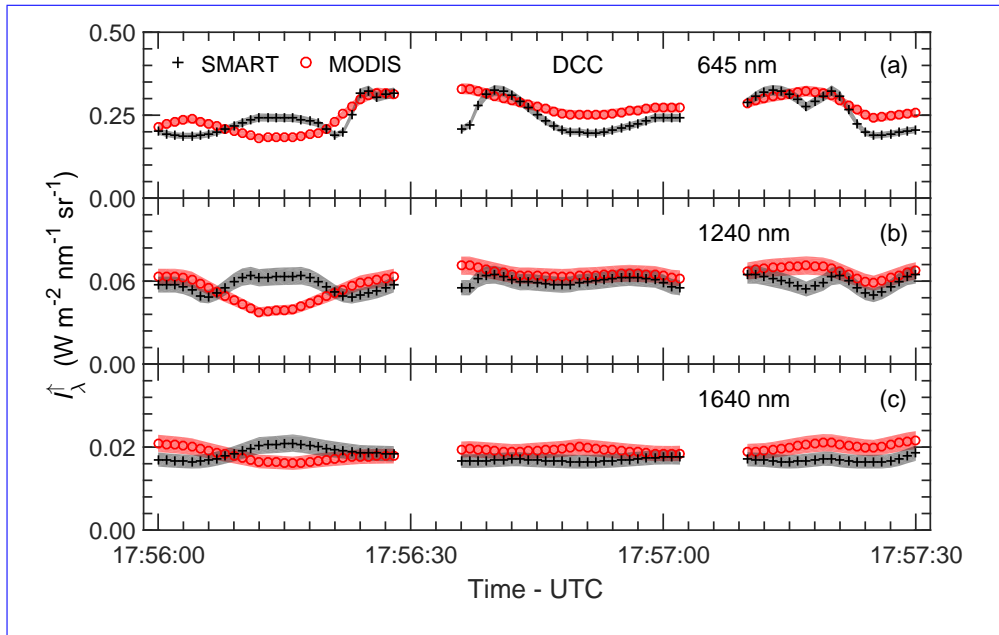 0.50
+ SMART ○ MODIS DCC 645 nm (a)
0.25
0.00
1240 nm (b)
0.06
0.00
1640 nm (c)
0.02
0.00
I↑λ (W m-2 nm-1 sr-1)
17:56:00 17:56:30 17:57:00 17:57:30
Time - UTC